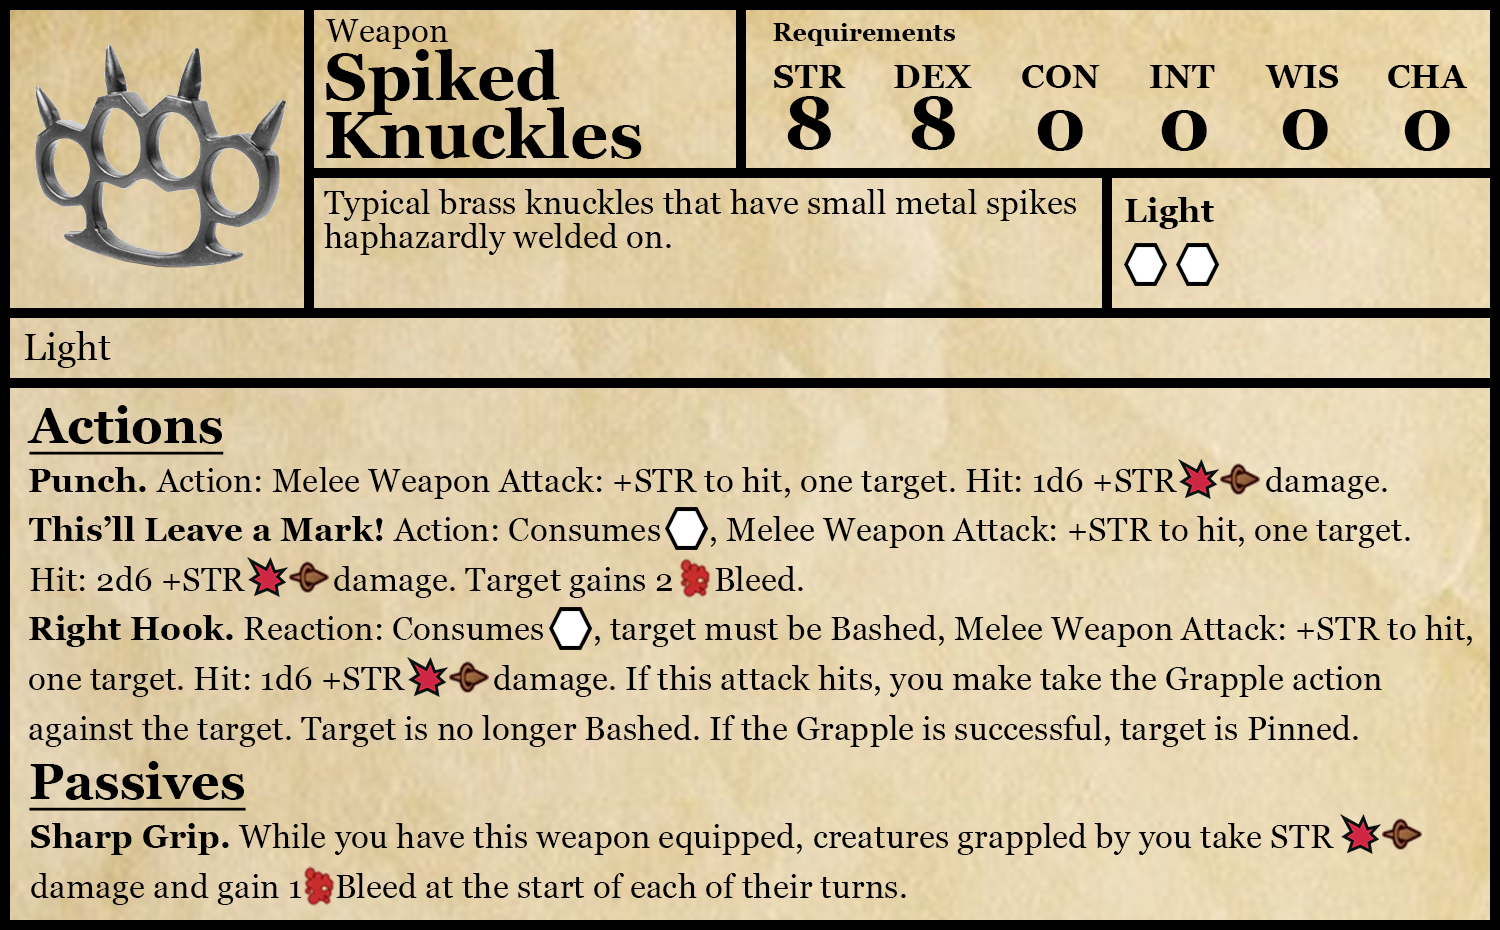 Weapon
Spiked
Knuckles
Requirements
STR DEX CON INT WIS CHA
8 8 0 0 0 0
Typical brass knuckles that have small metal spikes
haphazardly welded on.
Light
Light
Actions
Punch. Action: Melee Weapon Attack: +STR to hit, one target. Hit: 1d6 +STR damage.
This’ll Leave a Mark! Action: Consumes , Melee Weapon Attack: +STR to hit, one target.
Hit: 2d6 +STR damage. Target gains 2 Bleed.
Right Hook. Reaction: Consumes , target must be Bashed, Melee Weapon Attack: +STR to hit,
one target. Hit: 1d6 +STR damage. If this attack hits, you make take the Grapple action
against the target. Target is no longer Bashed. If the Grapple is successful, target is Pinned.
Passives
Sharp Grip. While you have this weapon equipped, creatures grappled by you take STR
damage and gain 1 Bleed at the start of each of their turns.